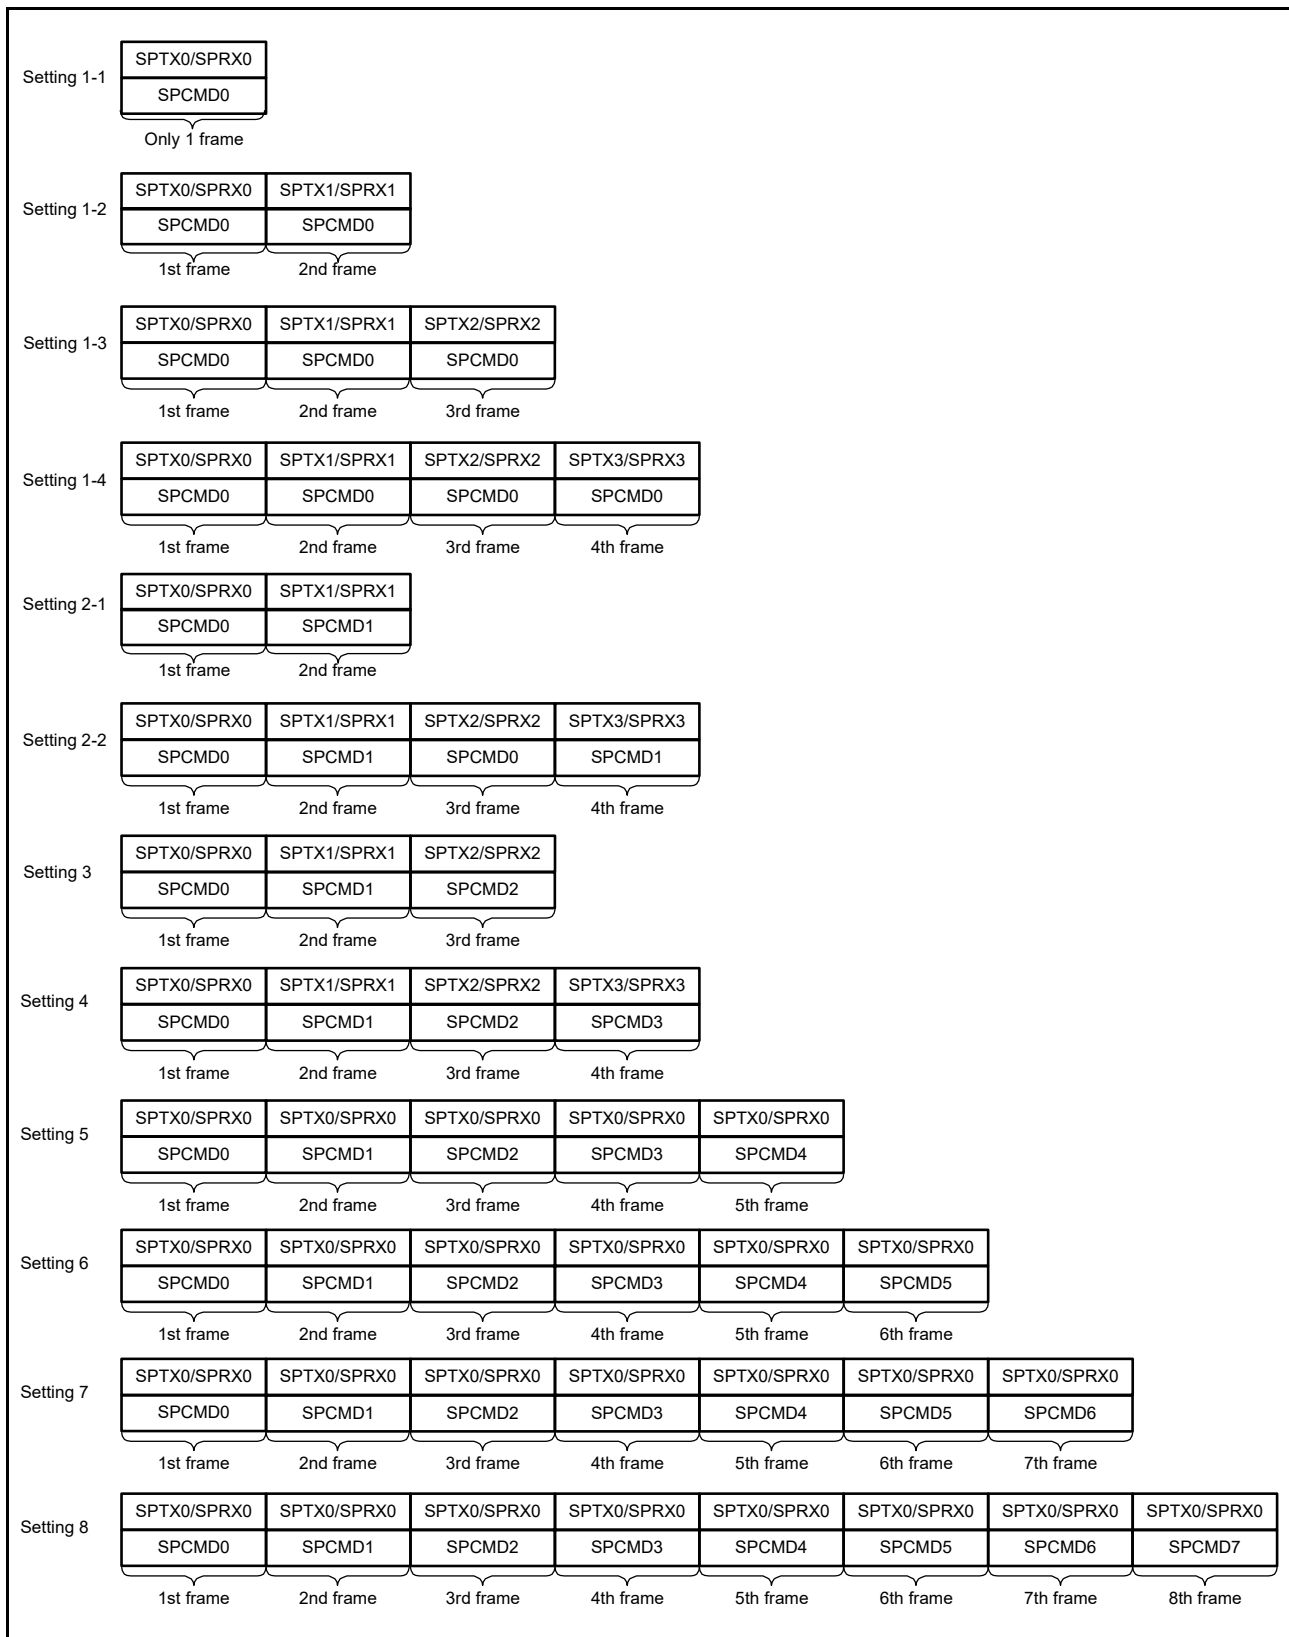 Setting 1-1
SPTX0/SPRX0
SPCMD0
Only 1 frame
Setting 1-2
SPTX0/SPRX0 SPTX1/SPRX1
SPCMD0 SPCMD0
1st frame 2nd frame
Setting 1-3
SPTX0/SPRX0 SPTX1/SPRX1 SPTX2/SPRX2
SPCMD0 SPCMD0 SPCMD0
1st frame 2nd frame 3rd frame
Setting 1-4
SPTX0/SPRX0 SPTX1/SPRX1 SPTX2/SPRX2 SPTX3/SPRX3
SPCMD0 SPCMD0 SPCMD0 SPCMD0
1st frame 2nd frame 3rd frame 4th frame
Setting 2-1
SPTX0/SPRX0 SPTX1/SPRX1
SPCMD0 SPCMD1
1st frame 2nd frame
Setting 2-2
SPTX0/SPRX0 SPTX1/SPRX1 SPTX2/SPRX2 SPTX3/SPRX3
SPCMD0 SPCMD1 SPCMD0 SPCMD1
1st frame 2nd frame 3rd frame 4th frame
Setting 3
SPTX0/SPRX0 SPTX1/SPRX1 SPTX2/SPRX2
SPCMD0 SPCMD1 SPCMD2
1st frame 2nd frame 3rd frame
Setting 4
SPTX0/SPRX0 SPTX1/SPRX1 SPTX2/SPRX2 SPTX3/SPRX3
SPCMD0 SPCMD1 SPCMD2 SPCMD3
1st frame 2nd frame 3rd frame 4th frame
Setting 5
SPTX0/SPRX0 SPTX0/SPRX0 SPTX0/SPRX0 SPTX0/SPRX0 SPTX0/SPRX0
SPCMD0 SPCMD1 SPCMD2 SPCMD3 SPCMD4
1st frame 2nd frame 3rd frame 4th frame 5th frame
Setting 6
SPTX0/SPRX0 SPTX0/SPRX0 SPTX0/SPRX0 SPTX0/SPRX0 SPTX0/SPRX0 SPTX0/SPRX0
SPCMD0 SPCMD1 SPCMD2 SPCMD3 SPCMD4 SPCMD5
1st frame 2nd frame 3rd frame 4th frame 5th frame 6th frame
Setting 7
SPTX0/SPRX0 SPTX0/SPRX0 SPTX0/SPRX0 SPTX0/SPRX0 SPTX0/SPRX0 SPTX0/SPRX0 SPTX0/SPRX0
SPCMD0 SPCMD1 SPCMD2 SPCMD3 SPCMD4 SPCMD5 SPCMD6
1st frame 2nd frame 3rd frame 4th frame 5th frame 6th frame 7th frame
Setting 8
SPTX0/SPRX0 SPTX0/SPRX0 SPTX0/SPRX0 SPTX0/SPRX0 SPTX0/SPRX0 SPTX0/SPRX0 SPTX0/SPRX0 SPTX0/SPRX0
SPCMD0 SPCMD1 SPCMD2 SPCMD3 SPCMD4 SPCMD5 SPCMD6 SPCMD7
1st frame 2nd frame 3rd frame 4th frame 5th frame 6th frame 7th frame 8th frame